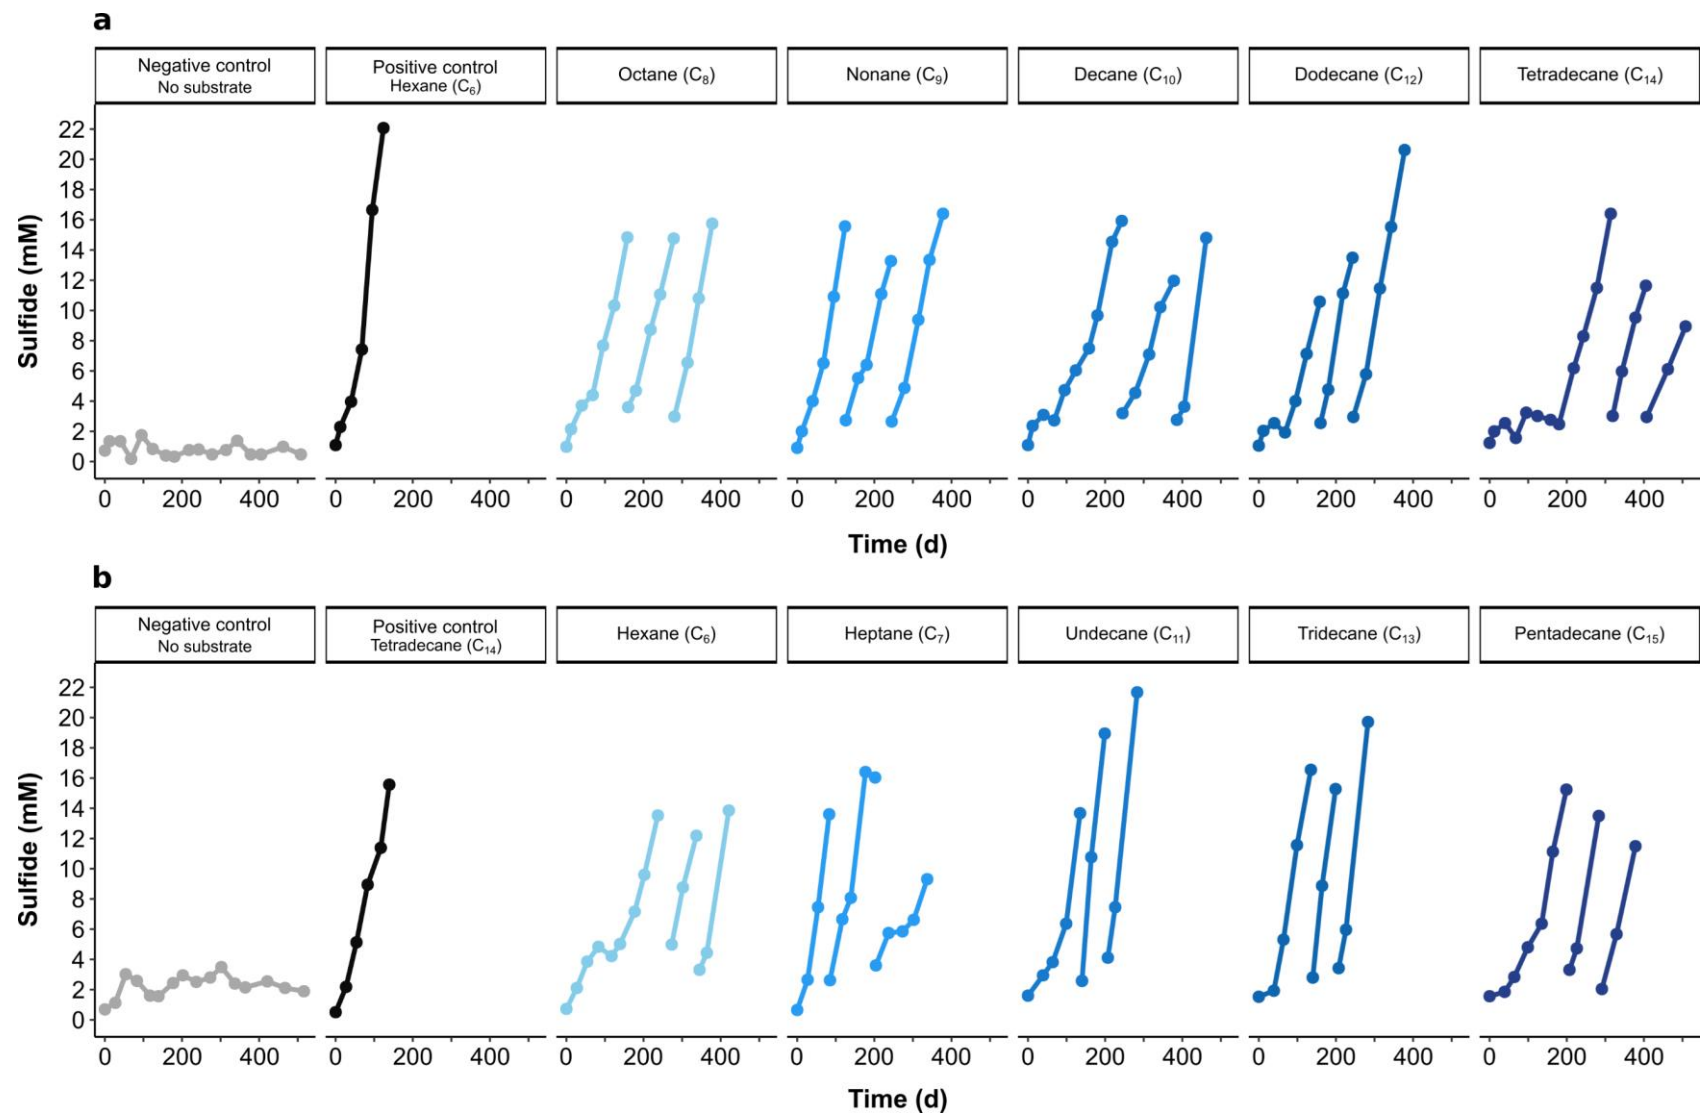 a
Negative control
No substrate
Positive control
Hexane (C₆)
Octane (C₈)
Nonane (C₉)
Decane (C₁₀)
Dodecane (C₁₂)
Tetradecane (C₁₄)
Sulfide (mM)
22
20
18
16
14
12
10
8
6
4
2
0
0 200 400
0 200 400
0 200 400
0 200 400
0 200 400
0 200 400
0 200 400
Time (d)
b
Negative control
No substrate
Positive control
Tetradecane (C₁₄)
Hexane (C₆)
Heptane (C₇)
Undecane (C₁₁)
Tridecane (C₁₃)
Pentadecane (C₁₅)
Sulfide (mM)
22
20
18
16
14
12
10
8
6
4
2
0
0 200 400
0 200 400
0 200 400
0 200 400
0 200 400
0 200 400
0 200 400
Time (d)